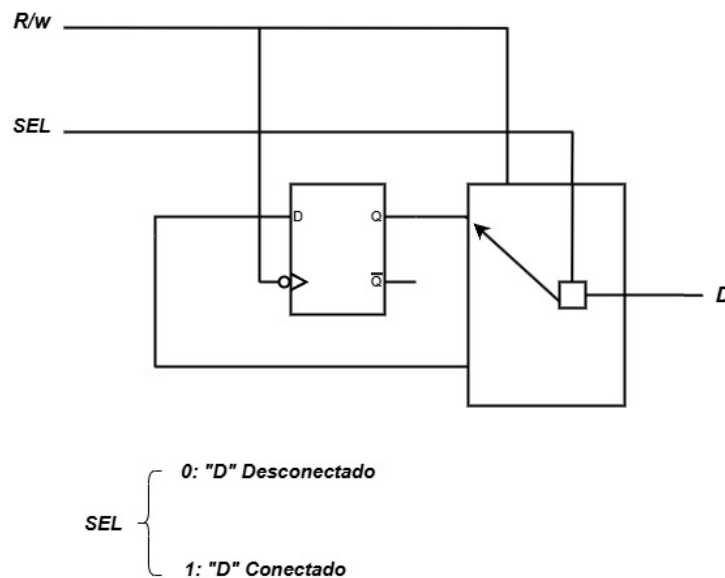 R/w
SEL
D Q
Q
D
0: "D" Desconectado
SEL
1: "D" Conectado